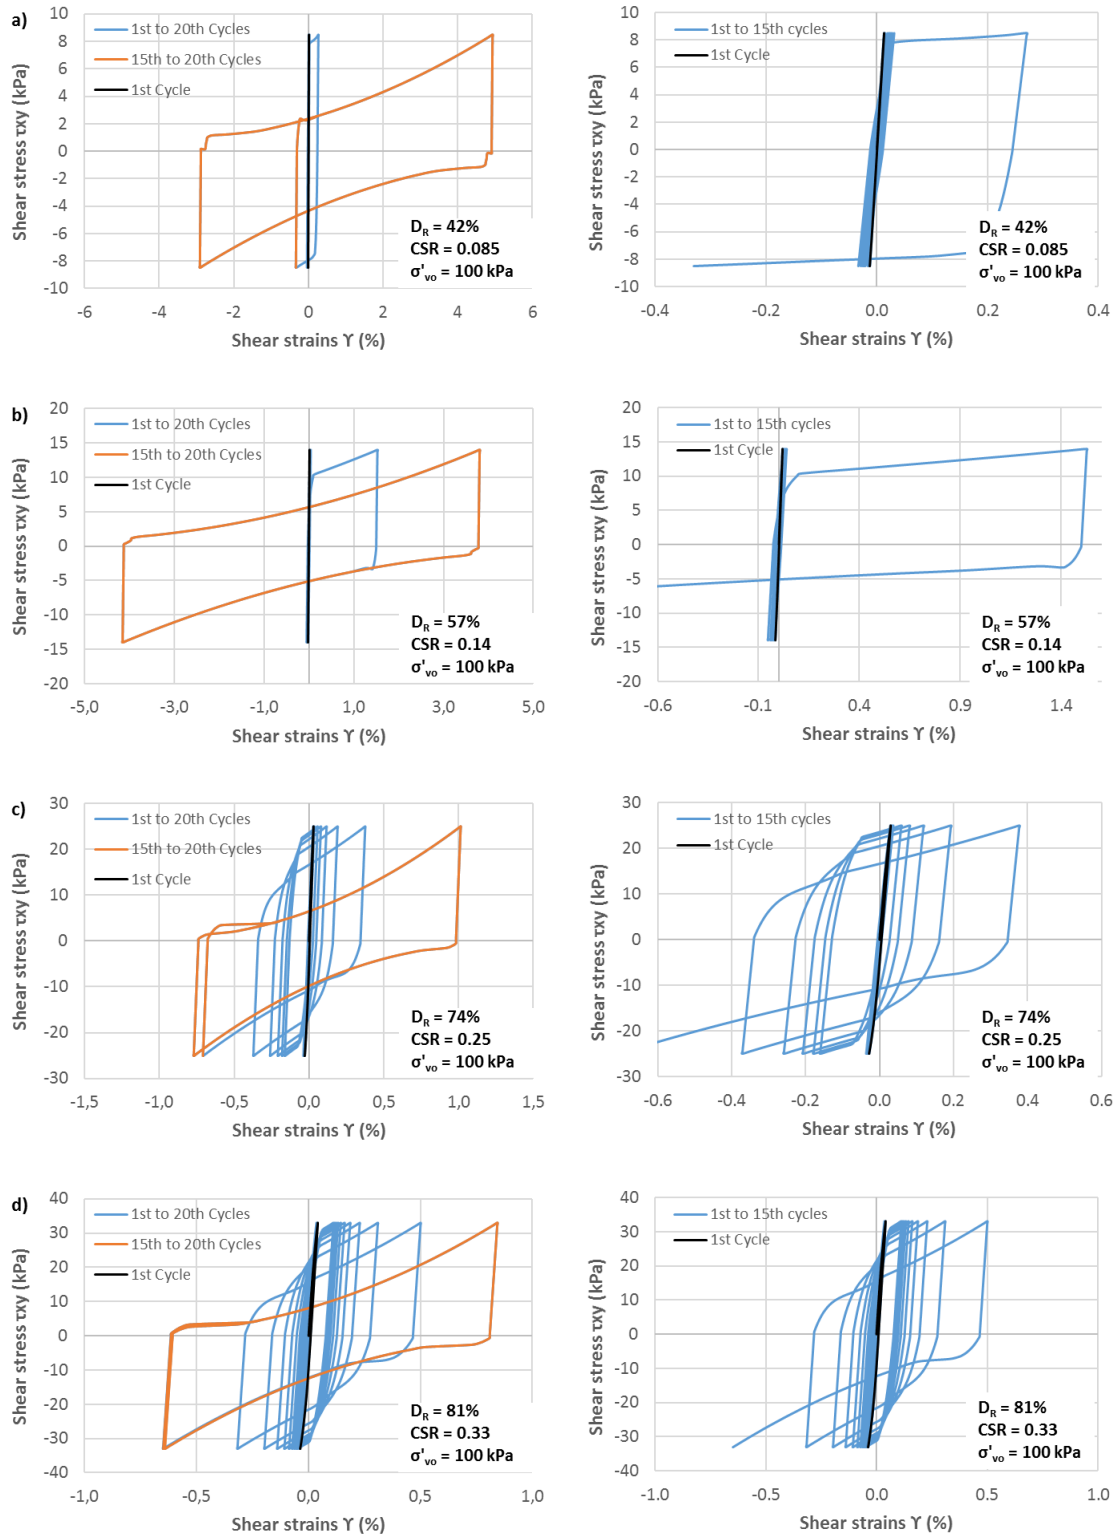 a)
Shear stress τxy (kPa)
10
8
6
4
2
0
-2
-4
-6
-8
-10
1st to 20th Cycles
15th to 20th Cycles
1st Cycle
D_R = 42%
CSR = 0.085
σ'vo = 100 kPa
-6 -4 -2 0 2 4 6
Shear strains ϒ (%)
Shear stress τxy (kPa)
10
8
6
4
2
0
-2
-4
-6
-8
-10
1st to 15th cycles
1st Cycle
D_R = 42%
CSR = 0.085
σ'vo = 100 kPa
-0.4 -0.2 0.0 0.2 0.4
Shear strains ϒ (%)
b)
Shear stress τxy (kPa)
20
15
10
5
0
-5
-10
-15
-20
1st to 20th Cycles
15th to 20th Cycles
1st Cycle
D_R = 57%
CSR = 0.14
σ'vo = 100 kPa
-5,0 -3,0 -1,0 1,0 3,0 5,0
Shear strains ϒ (%)
Shear stress τxy (kPa)
20
15
10
5
0
-5
-10
-15
-20
1st to 15th cycles
1st Cycle
D_R = 57%
CSR = 0.14
σ'vo = 100 kPa
-0.6 -0.1 0.4 0.9 1.4
Shear strains ϒ (%)
c)
Shear stress τxy (kPa)
30
20
10
0
-10
-20
-30
1st to 20th Cycles
15th to 20th Cycles
1st Cycle
D_R = 74%
CSR = 0.25
σ'vo = 100 kPa
-1,5 -1,0 -0,5 0,0 0,5 1,0 1,5
Shear strains ϒ (%)
Shear stress τxy (kPa)
30
20
10
0
-10
-20
-30
1st to 15th cycles
1st Cycle
D_R = 74%
CSR = 0.25
σ'vo = 100 kPa
-0.6 -0.4 -0.2 0.0 0.2 0.4 0.6
Shear strains ϒ (%)
d)
Shear stress τxy (kPa)
40
30
20
10
0
-10
-20
-30
-40
1st to 20th Cycles
15th to 20th Cycles
1st Cycle
D_R = 81%
CSR = 0.33
σ'vo = 100 kPa
-1,0 -0,5 0,0 0,5 1,0
Shear strains ϒ (%)
Shear stress τxy (kPa)
40
30
20
10
0
-10
-20
-30
-40
1st to 15th cycles
1st Cycle
D_R = 81%
CSR = 0.33
σ'vo = 100 kPa
-1.0 -0.5 0.0 0.5 1.0
Shear strains ϒ (%)